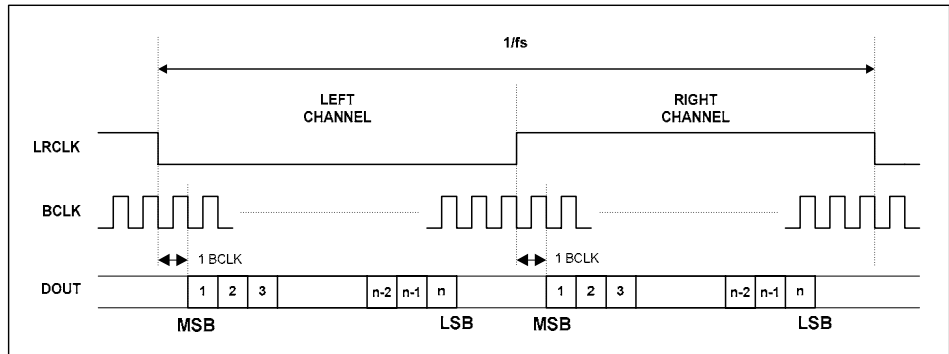 1/fs
LEFT
CHANNEL
RIGHT
CHANNEL
LRCLK
BCLK
1 BCLK
1 BCLK
DOUT
1 2 3 n-2 n-1 n 1 2 3 n-2 n-1 n
MSB LSB MSB LSB